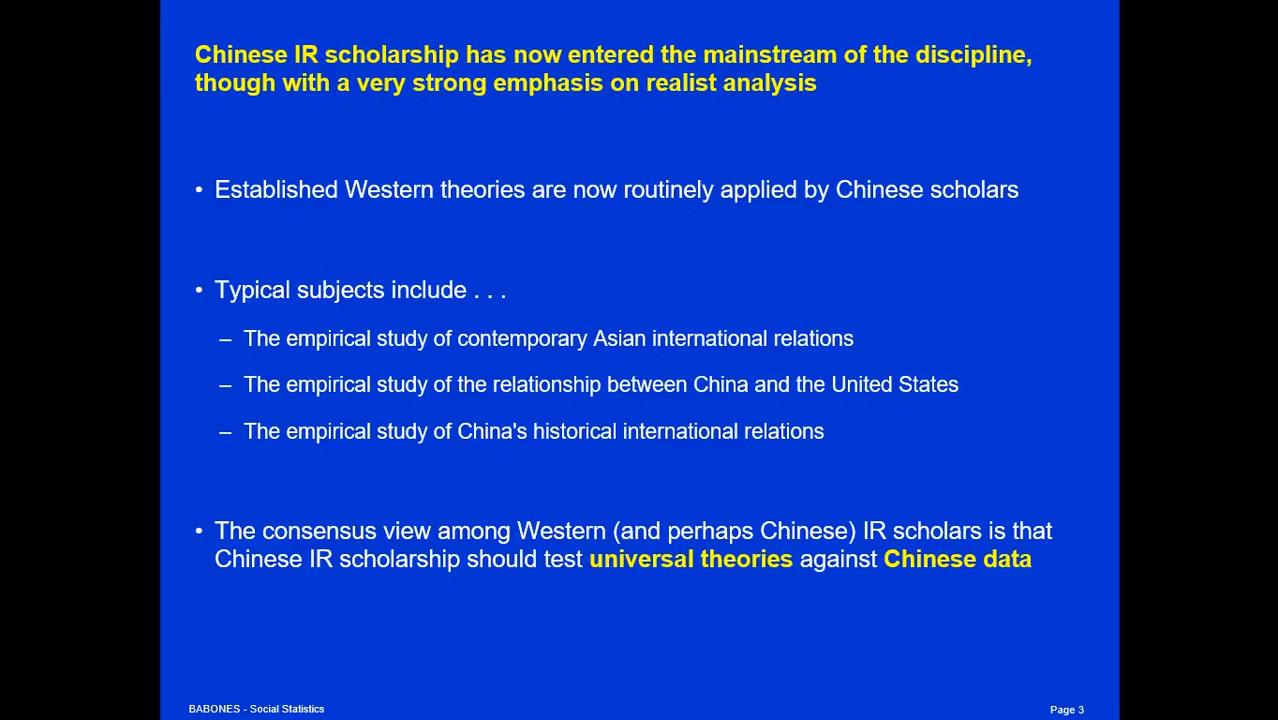 Chinese IR scholarship has now entered the mainstream of the discipline,
though with a very strong emphasis on realist analysis
• Established Western theories are now routinely applied by Chinese scholars
• Typical subjects include . . .
– The empirical study of contemporary Asian international relations
– The empirical study of the relationship between China and the United States
– The empirical study of China's historical international relations
• The consensus view among Western (and perhaps Chinese) IR scholars is that
Chinese IR scholarship should test universal theories against Chinese data
BABONES - Social Statistics
Page 3